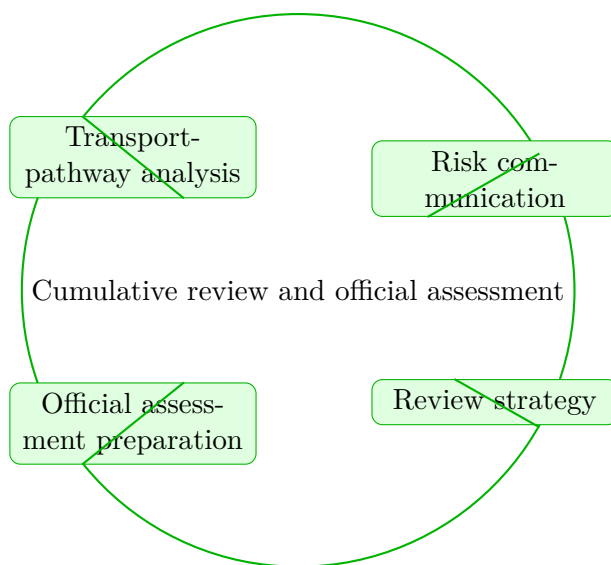 Transport-
pathway analysis
Risk com-
munication
Cumulative review and official assessment
Official assess-
ment preparation
Review strategy